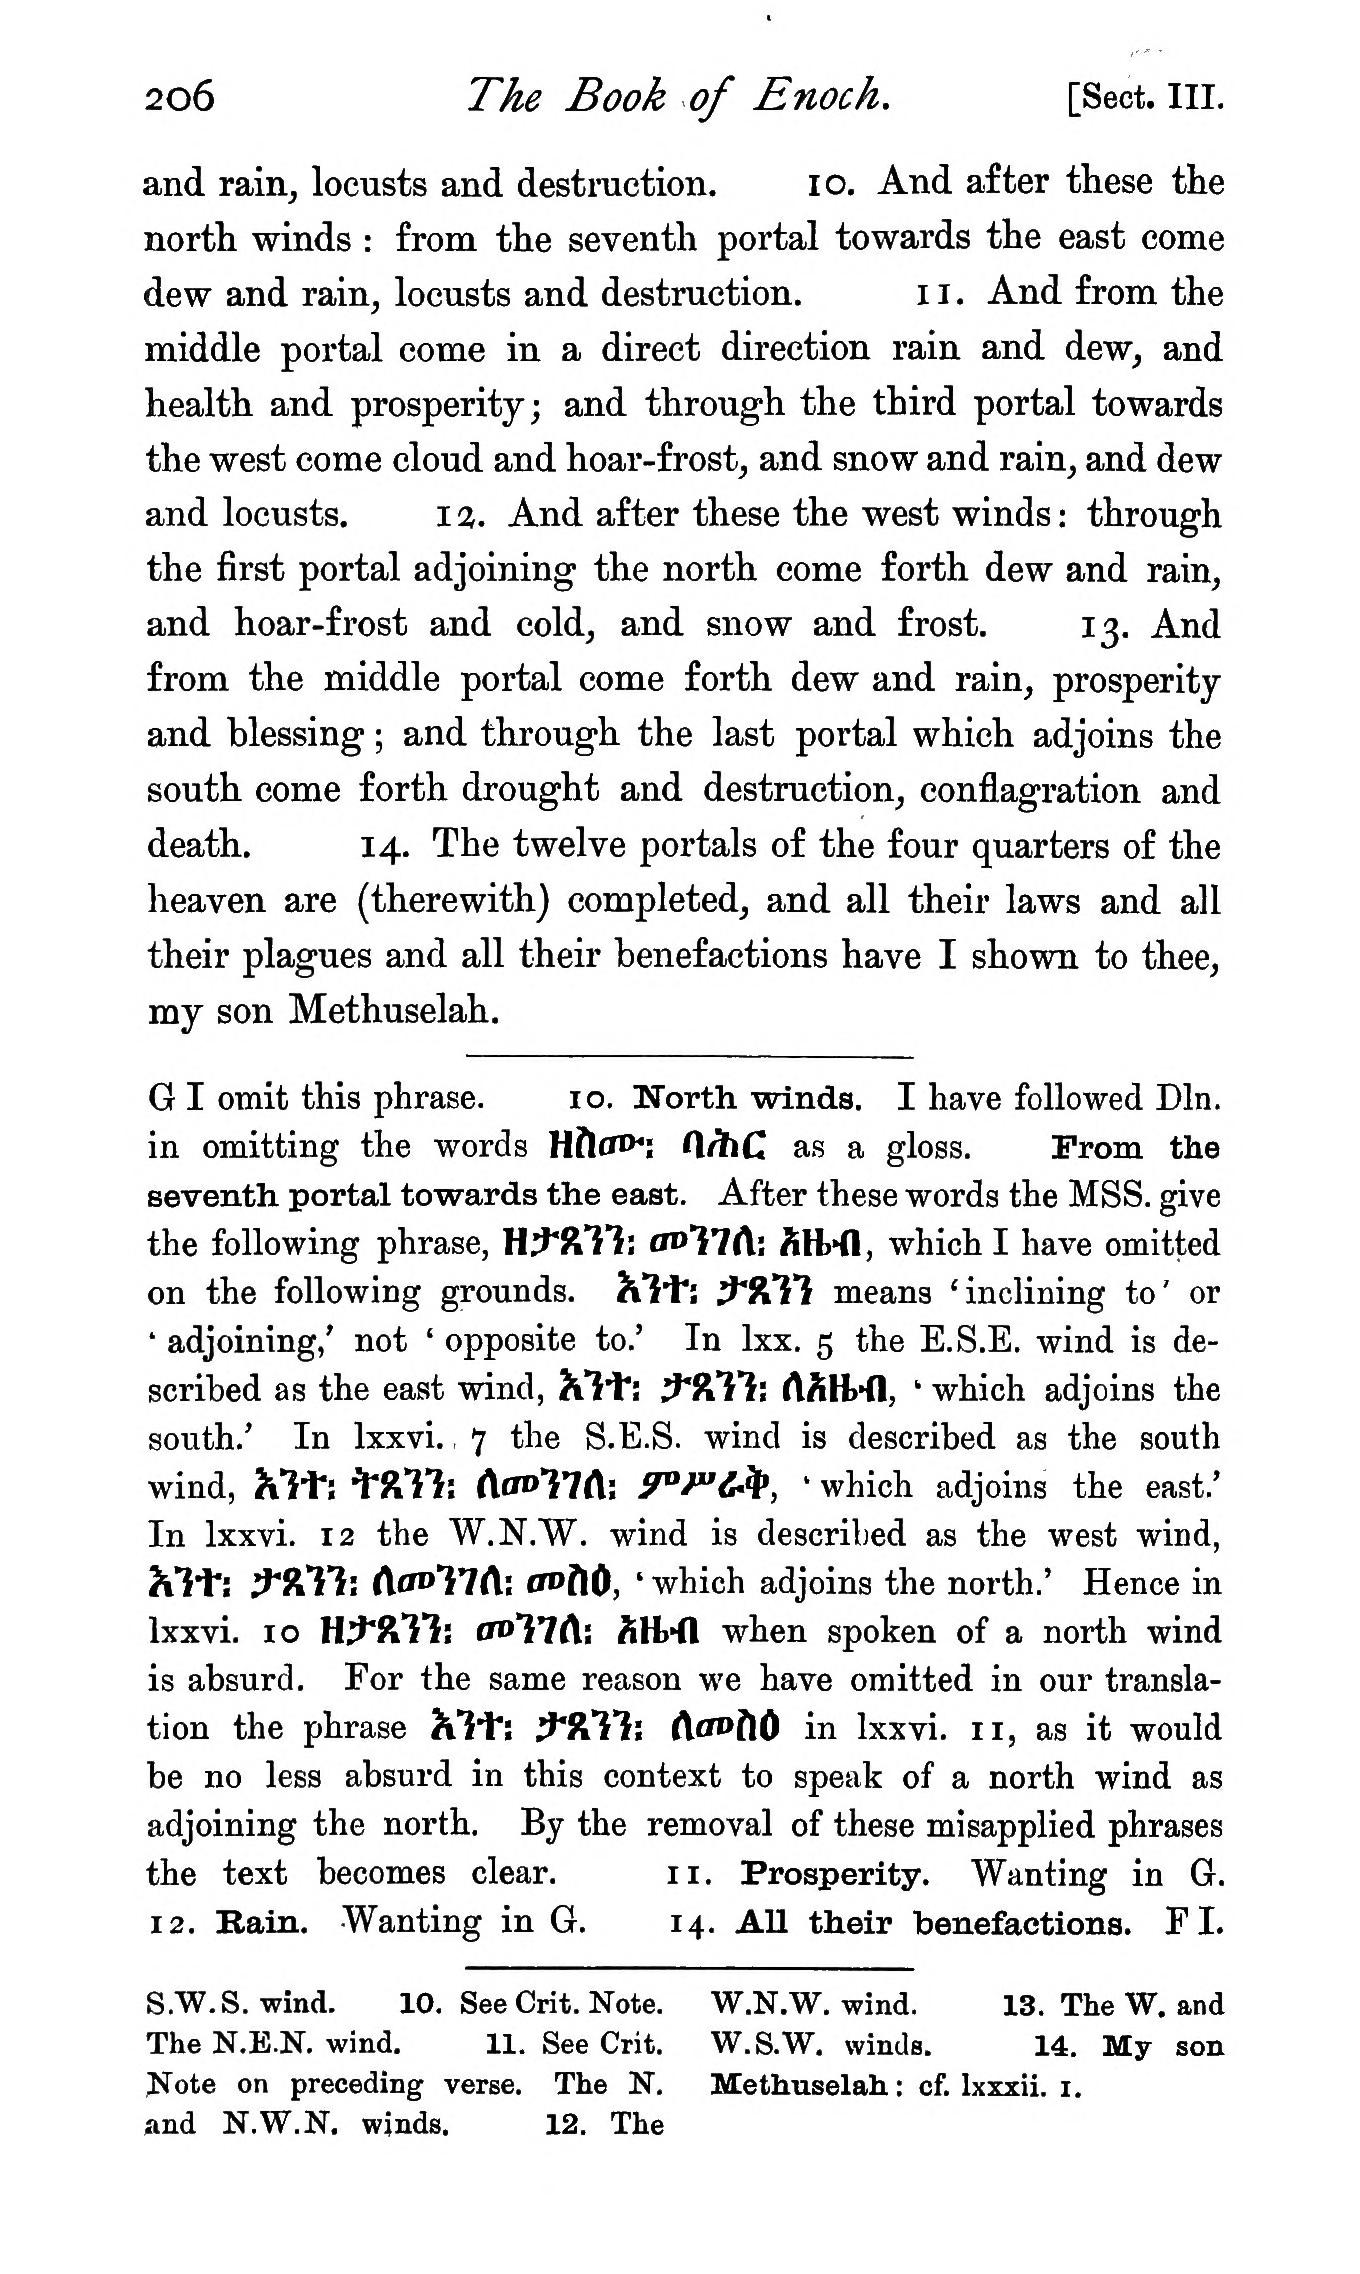 206 The Book of Enoch. [Sect. III.
and rain, locusts and destruction. 10. And after these the
north winds : from the seventh portal towards the east come
dew and rain, locusts and destruction. 11. And from the
middle portal come in a direct direction rain and dew, and
health and prosperity; and through the third portal towards
the west come cloud and hoar-frost, and snow and rain, and dew
and locusts. 12. And after these the west winds: through
the first portal adjoining the north come forth dew and rain,
and hoar-frost and cold, and snow and frost. 13. And
from the middle portal come forth dew and rain, prosperity
and blessing; and through the last portal which adjoins the
south come forth drought and destruction, conflagration and
death. 14. The twelve portals of the four quarters of the
heaven are (therewith) completed, and all their laws and all
their plagues and all their benefactions have I shown to thee,
my son Methuselah.
G I omit this phrase. 10. North winds. I have followed Dln.
in omitting the words ዘስሙ፡ ባሕር as a gloss. From the
seventh portal towards the east. After these words the MSS. give
the following phrase, ዘታጸንን፡ መንገለ፡ አዜብ, which I have omitted
on the following grounds. እንተ፡ ታጸንን means ‘inclining to’ or
‘adjoining,’ not ‘opposite to.’ In lxx. 5 the E.S.E. wind is de-
scribed as the east wind, እንተ፡ ታጸንን፡ ለአዜብ, ‘which adjoins the
south.’ In lxxvi. 7 the S.E.S. wind is described as the south
wind, እንተ፡ ትጸንን፡ ለመንገለ፡ ምሥራቅ, ‘which adjoins the east.’
In lxxvi. 12 the W.N.W. wind is described as the west wind,
እንተ፡ ታጸንን፡ ለመንገለ፡ መስዕ, ‘which adjoins the north.’ Hence in
lxxvi. 10 ዘታጸንን፡ መንገለ፡ አዜብ when spoken of a north wind
is absurd. For the same reason we have omitted in our transla-
tion the phrase እንተ፡ ታጸንን፡ ለመስዕ in lxxvi. 11, as it would
be no less absurd in this context to speak of a north wind as
adjoining the north. By the removal of these misapplied phrases
the text becomes clear. 11. Prosperity. Wanting in G.
12. Rain. Wanting in G. 14. All their benefactions. F I.
S.W.S. wind. 10. See Crit. Note.
The N.E.N. wind. 11. See Crit.
Note on preceding verse. The N.
and N.W.N. winds. 12. The
W.N.W. wind. 13. The W. and
W.S.W. winds. 14. My son
Methuselah: cf. lxxxii. 1.